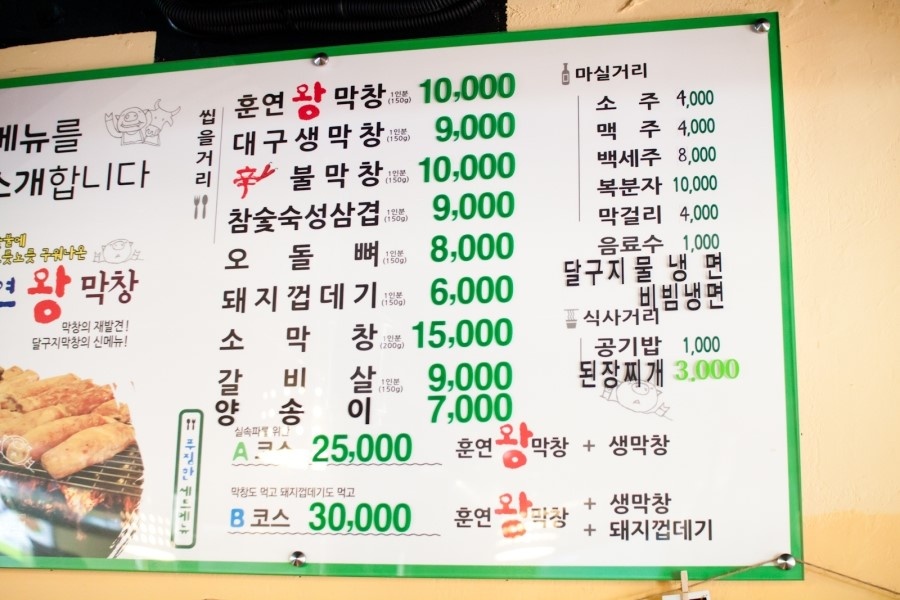 메뉴를
소개합니다
왕 막창
막창의 재발견!
달구지막창의 신메뉴!
씹을거리
훈연 왕 막창 1인분 (150g) 10,000
대구생막창 1인분 (150g) 9,000
辛 불막창 1인분 (150g) 10,000
참숯숙성삼겹 1인분 (150g) 9,000
오돌뼈 1인분 (150g) 8,000
돼지껍데기 1인분 (150g) 6,000
소막창 1인분 (200g) 15,000
갈비살 1인분 (150g) 9,000
양송이 7,000
A 코스 25,000 훈연왕막창 + 생막창
막창도 먹고 돼지껍데기도 먹고
B 코스 30,000 훈연왕막창 + 생막창
+ 돼지껍데기
마실거리
소주 4,000
맥주 4,000
백세주 8,000
복분자 10,000
막걸리 4,000
음료수 1,000
달구지물냉면
비빔냉면
식사거리
공기밥 1,000
된장찌개 3,000